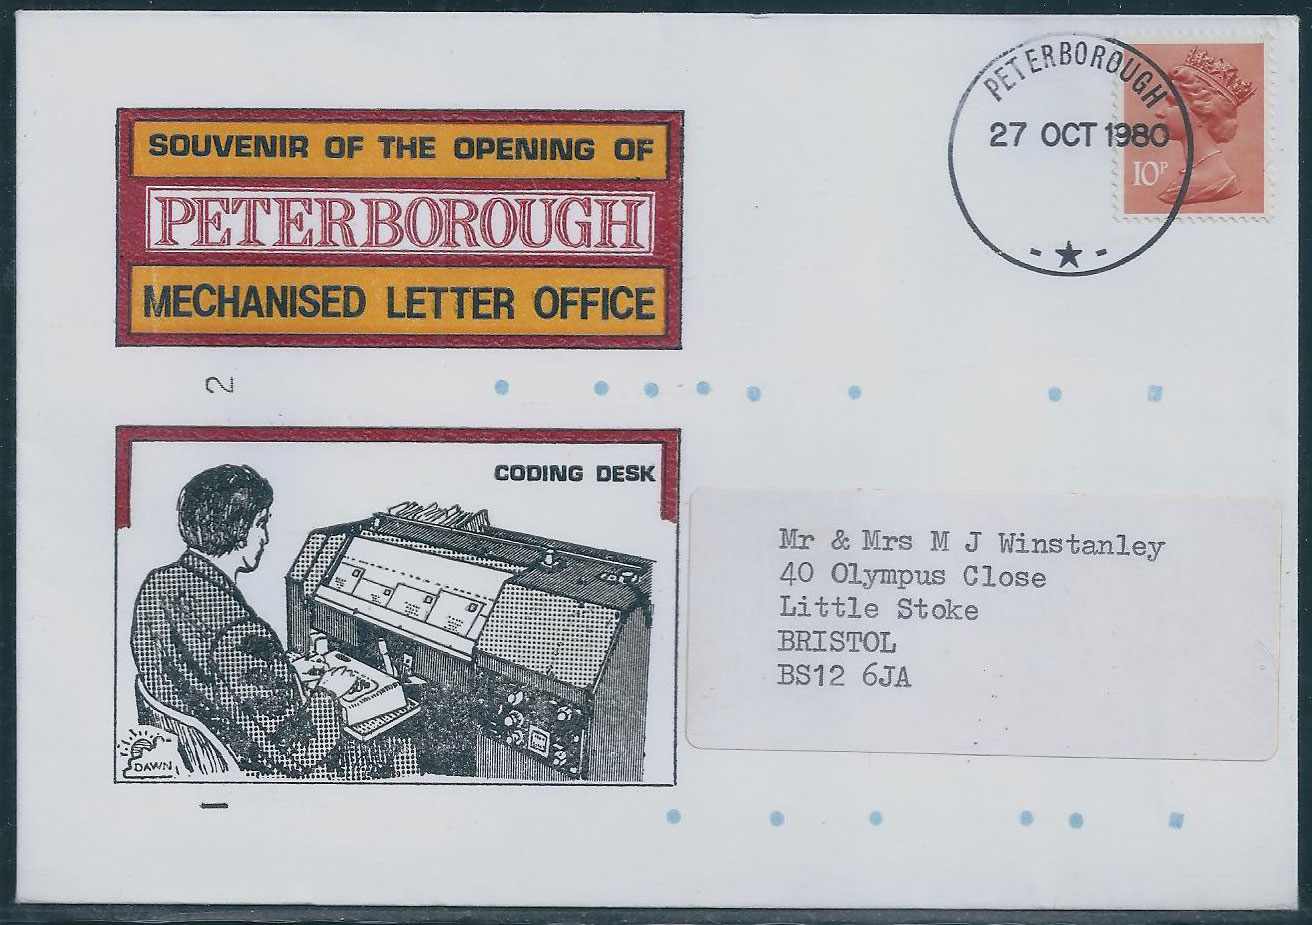 PETERBOROUGH
27 OCT 1980
10P
SOUVENIR OF THE OPENING OF
PETERBOROUGH
MECHANISED LETTER OFFICE
2
CODING DESK
Mr & Mrs M J Winstanley
40 Olympus Close
Little Stoke
BRISTOL
BS12 6JA
DAWN